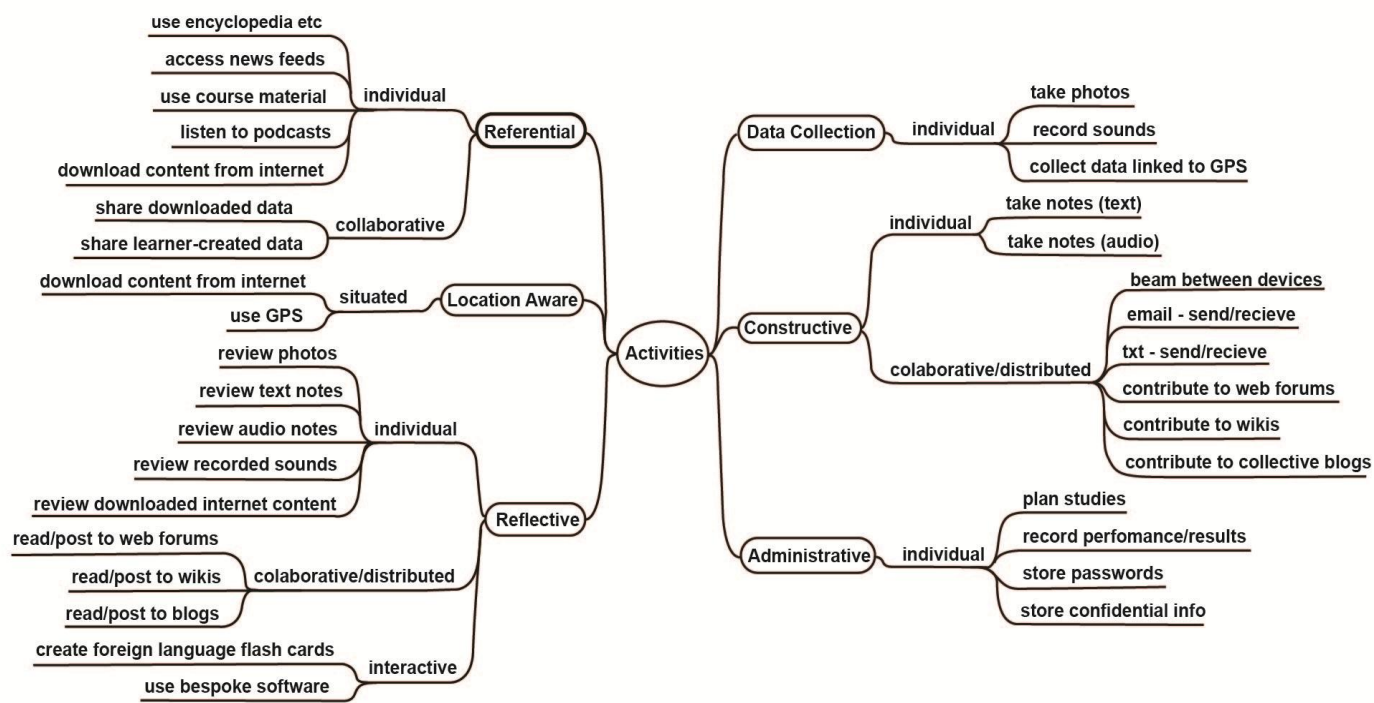 use encyclopedia etc
access news feeds
use course material
listen to podcasts
download content from internet
individual
Referential
share downloaded data
share learner-created data
collaborative
download content from internet
use GPS
situated
Location Aware
review photos
review text notes
review audio notes
review recorded sounds
review downloaded internet content
individual
Reflective
read/post to web forums
read/post to wikis
read/post to blogs
colaborative/distributed
create foreign language flash cards
use bespoke software
interactive
Activities
Data Collection
individual
take photos
record sounds
collect data linked to GPS
Constructive
individual
take notes (text)
take notes (audio)
colaborative/distributed
beam between devices
email - send/recieve
txt - send/recieve
contribute to web forums
contribute to wikis
contribute to collective blogs
Administrative
individual
plan studies
record perfomance/results
store passwords
store confidential info